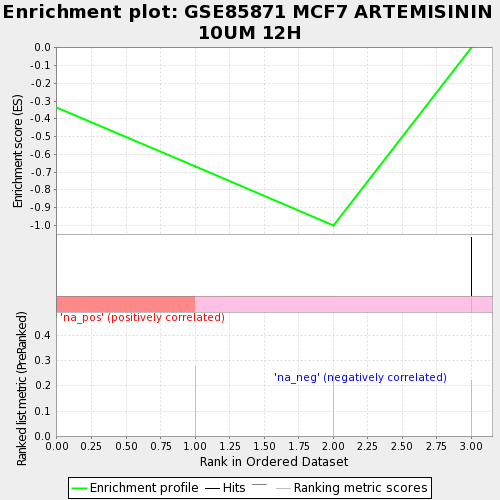 Enrichment plot: GSE85871 MCF7 ARTEMISININ
10UM 12H
Enrichment score (ES)
0.0
-0.1
-0.2
-0.3
-0.4
-0.5
-0.6
-0.7
-0.8
-0.9
-1.0
'na_pos' (positively correlated)
'na_neg' (negatively correlated)
Ranked list metric (PreRanked)
0.4
0.3
0.2
0.1
0.0
0.00 0.25 0.50 0.75 1.00 1.25 1.50 1.75 2.00 2.25 2.50 2.75 3.00
Rank in Ordered Dataset
Enrichment profile Hits Ranking metric scores